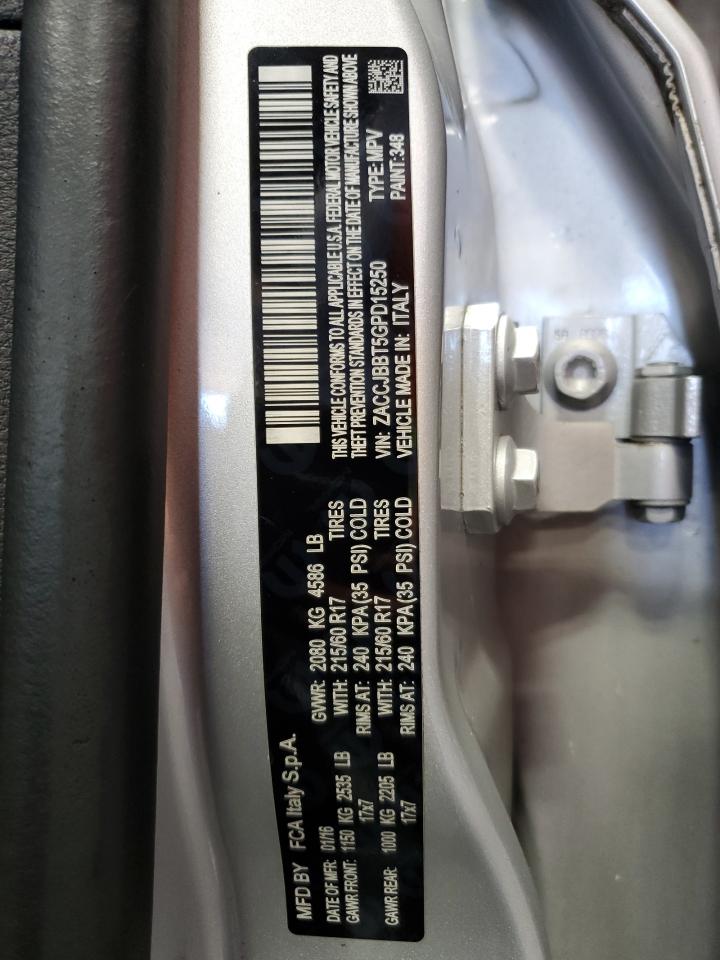 MFD BY FCA Italy S.p.A.
DATE OF MFR: 01/16 GVWR: 2080 KG 4586 LB
GAWR FRONT: 1150 KG 2535 LB WITH: 215/60 R17 TIRES
17x7 RIMS AT: 240 KPA(35 PSI) COLD
GAWR REAR: 1000 KG 2205 LB WITH: 215/60 R17 TIRES
17x7 RIMS AT: 240 KPA(35 PSI) COLD
THIS VEHICLE CONFORMS TO ALL APPLICABLE U.S.A. FEDERAL MOTOR VEHICLE SAFETY AND
THEFT PREVENTION STANDARDS IN EFFECT ON THE DATE OF MANUFACTURE SHOWN ABOVE
VIN: ZACCJBBT5GPD15250 TYPE: MPV
VEHICLE MADE IN: ITALY PAINT: 348